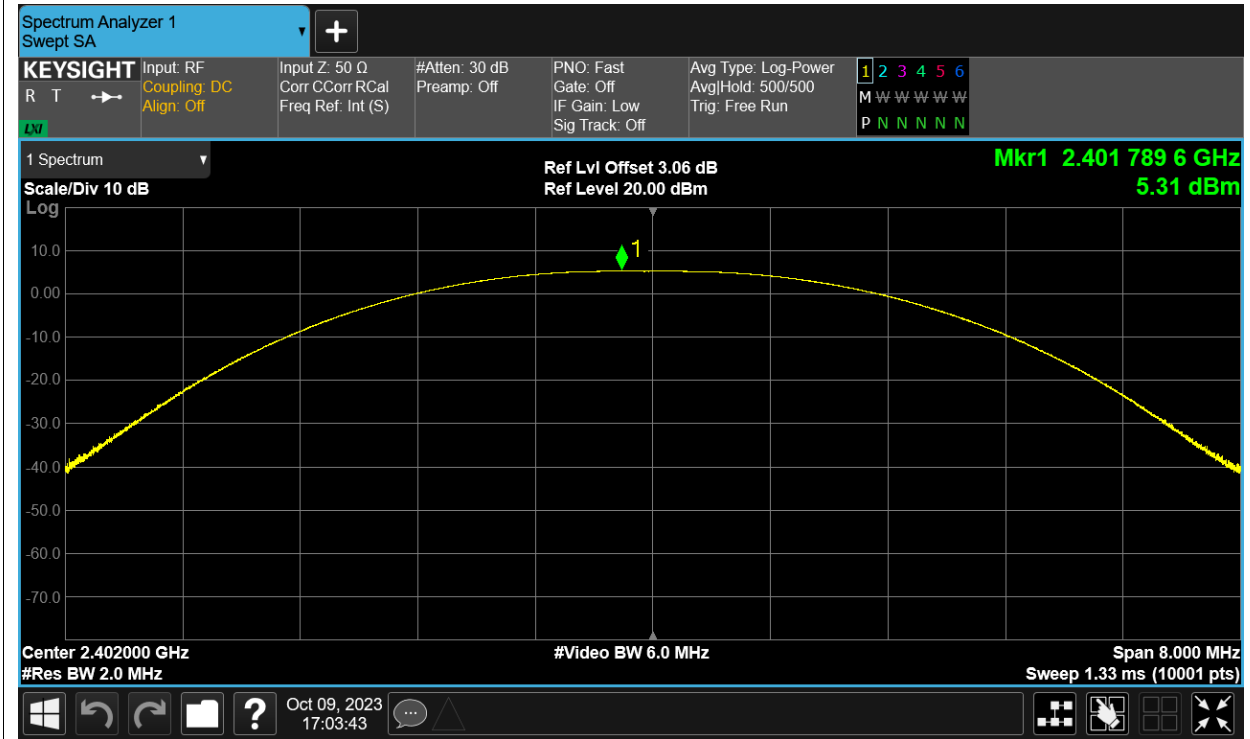 Spectrum Analyzer 1
Swept SA
+
KEYSIGHT
R T
LXI
Input: RF
Coupling: DC
Align: Off
Input Z: 50 Ω
Corr CCorr RCal
Freq Ref: Int (S)
#Atten: 30 dB
Preamp: Off
PNO: Fast
Gate: Off
IF Gain: Low
Sig Track: Off
Avg Type: Log-Power
Avg|Hold: 500/500
Trig: Free Run
1 2 3 4 5 6
M W W W W W W
P N N N N N N
1 Spectrum
Scale/Div 10 dB
Log
Ref Lvl Offset 3.06 dB
Ref Level 20.00 dBm
Mkr1 2.401 789 6 GHz
5.31 dBm
1
10.0
0.00
-10.0
-20.0
-30.0
-40.0
-50.0
-60.0
-70.0
Center 2.402000 GHz
#Video BW 6.0 MHz
Span 8.000 MHz
#Res BW 2.0 MHz
Sweep 1.33 ms (10001 pts)
?
Oct 09, 2023
17:03:43